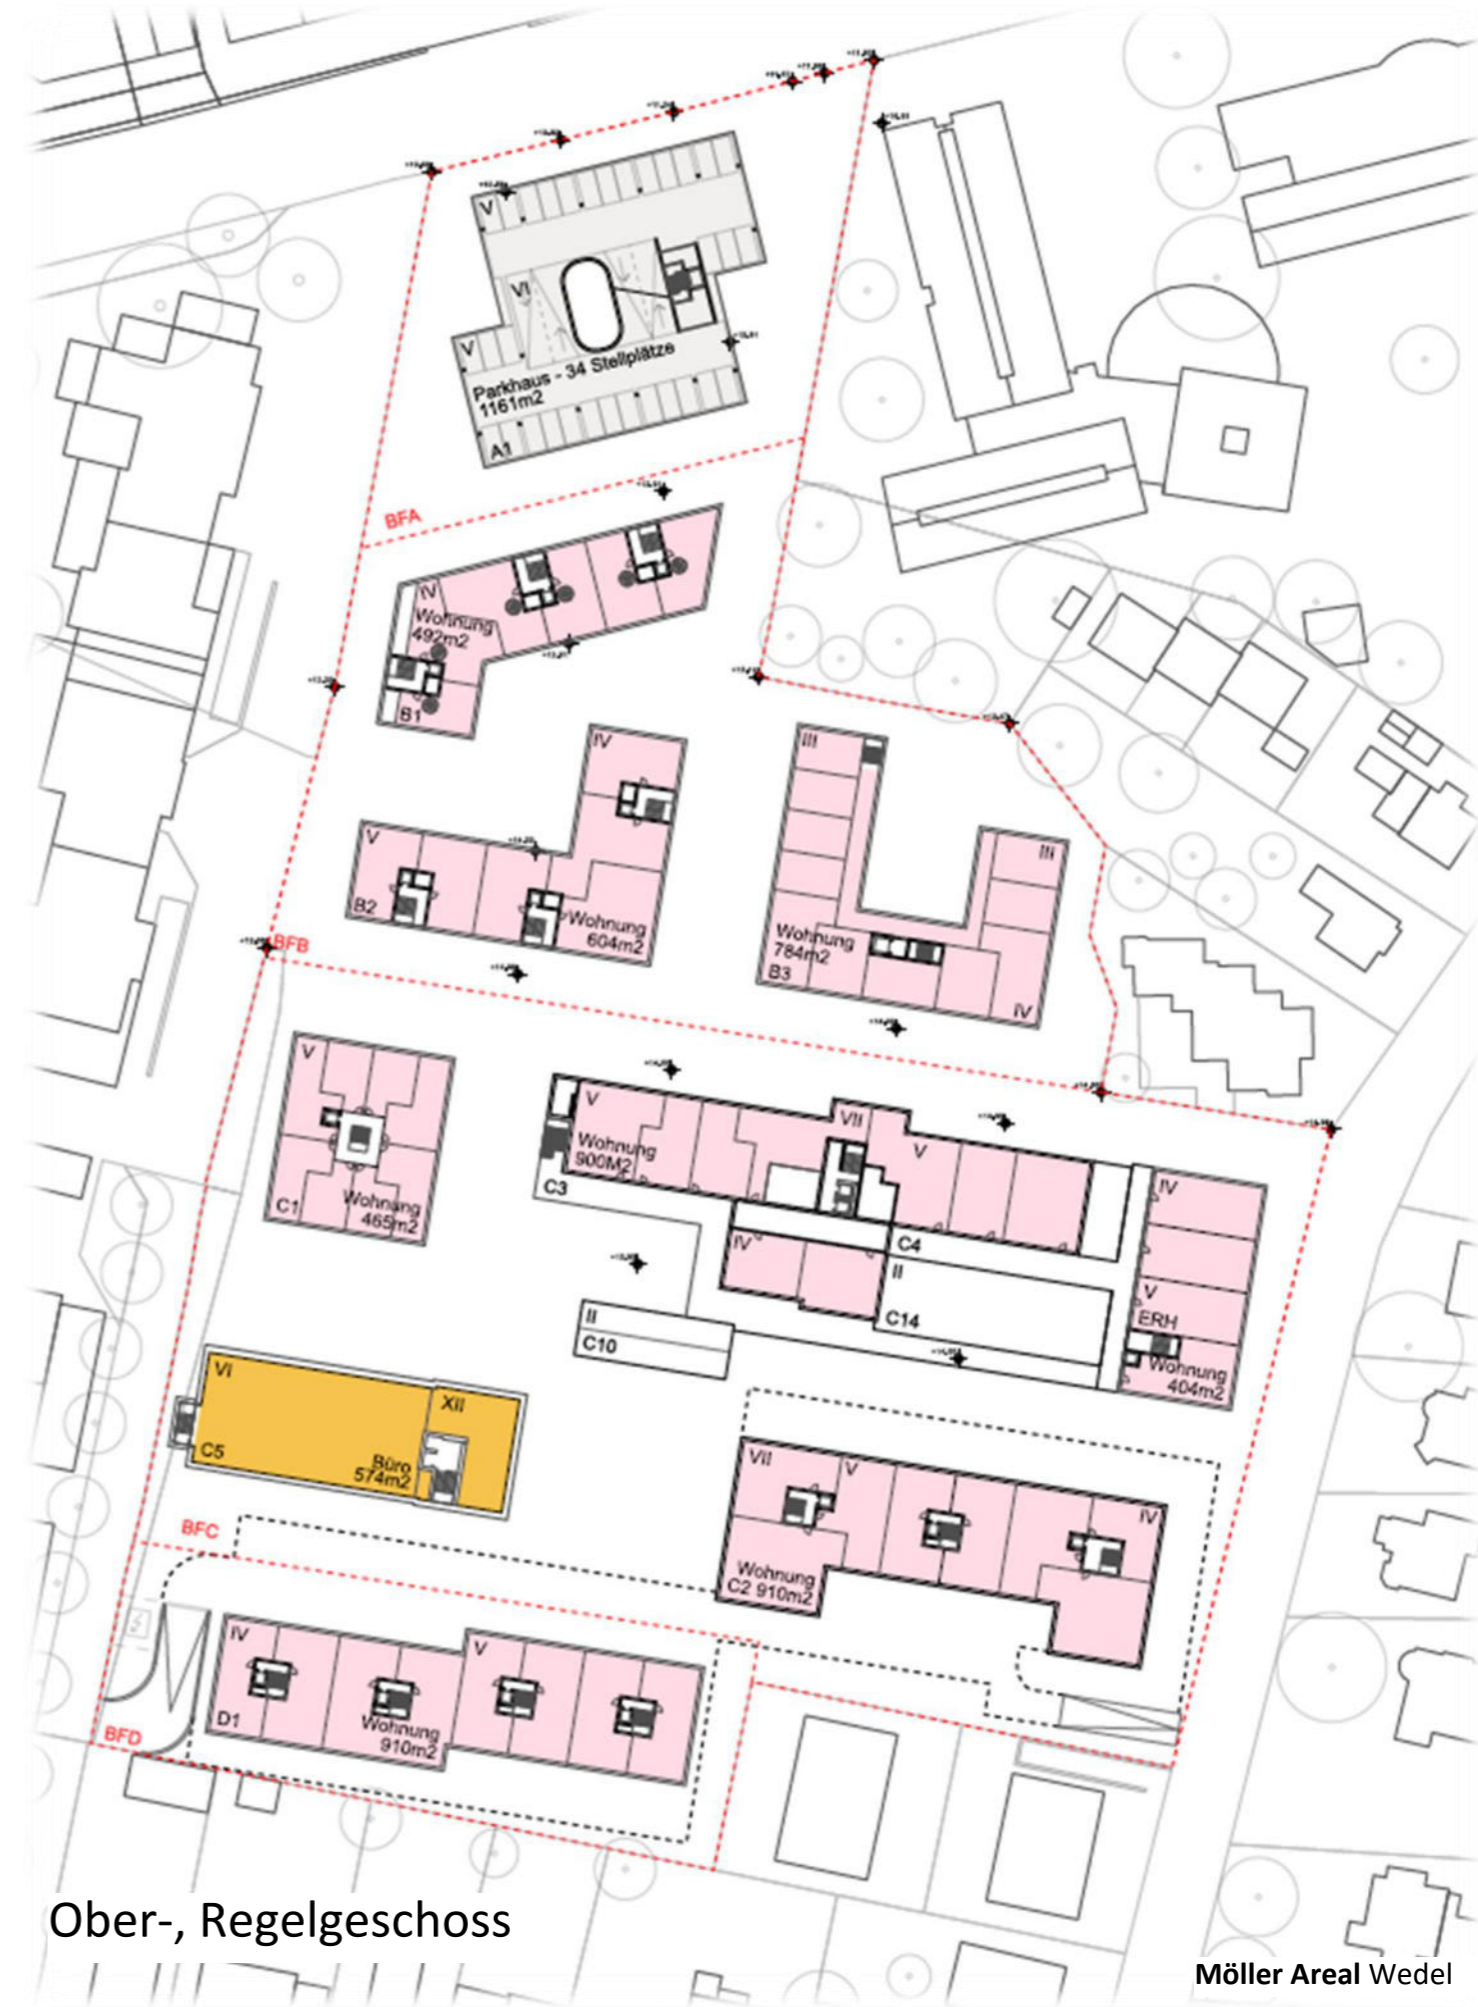 V
VI
V
Parkhaus - 34 Stellplätze
1161m2
A1
BFA
IV
Wohnung
492m2
B1
IV
III
V
III
B2
Wohnung
604m2
Wohnung
784m2
B3
IV
BFB
V
V
VII
Wohnung
900M2
V
C3
IV
C1
Wohnung
465m2
IV
C4
II
V
ERH
C14
II
C10
Wohnung
404m2
VI
XII
C5
Büro
574m2
VII
V
IV
BFC
Wohnung
C2 910m2
IV
V
D1
Wohnung
910m2
BFD
Ober-, Regelgeschoss
Möller Areal Wedel